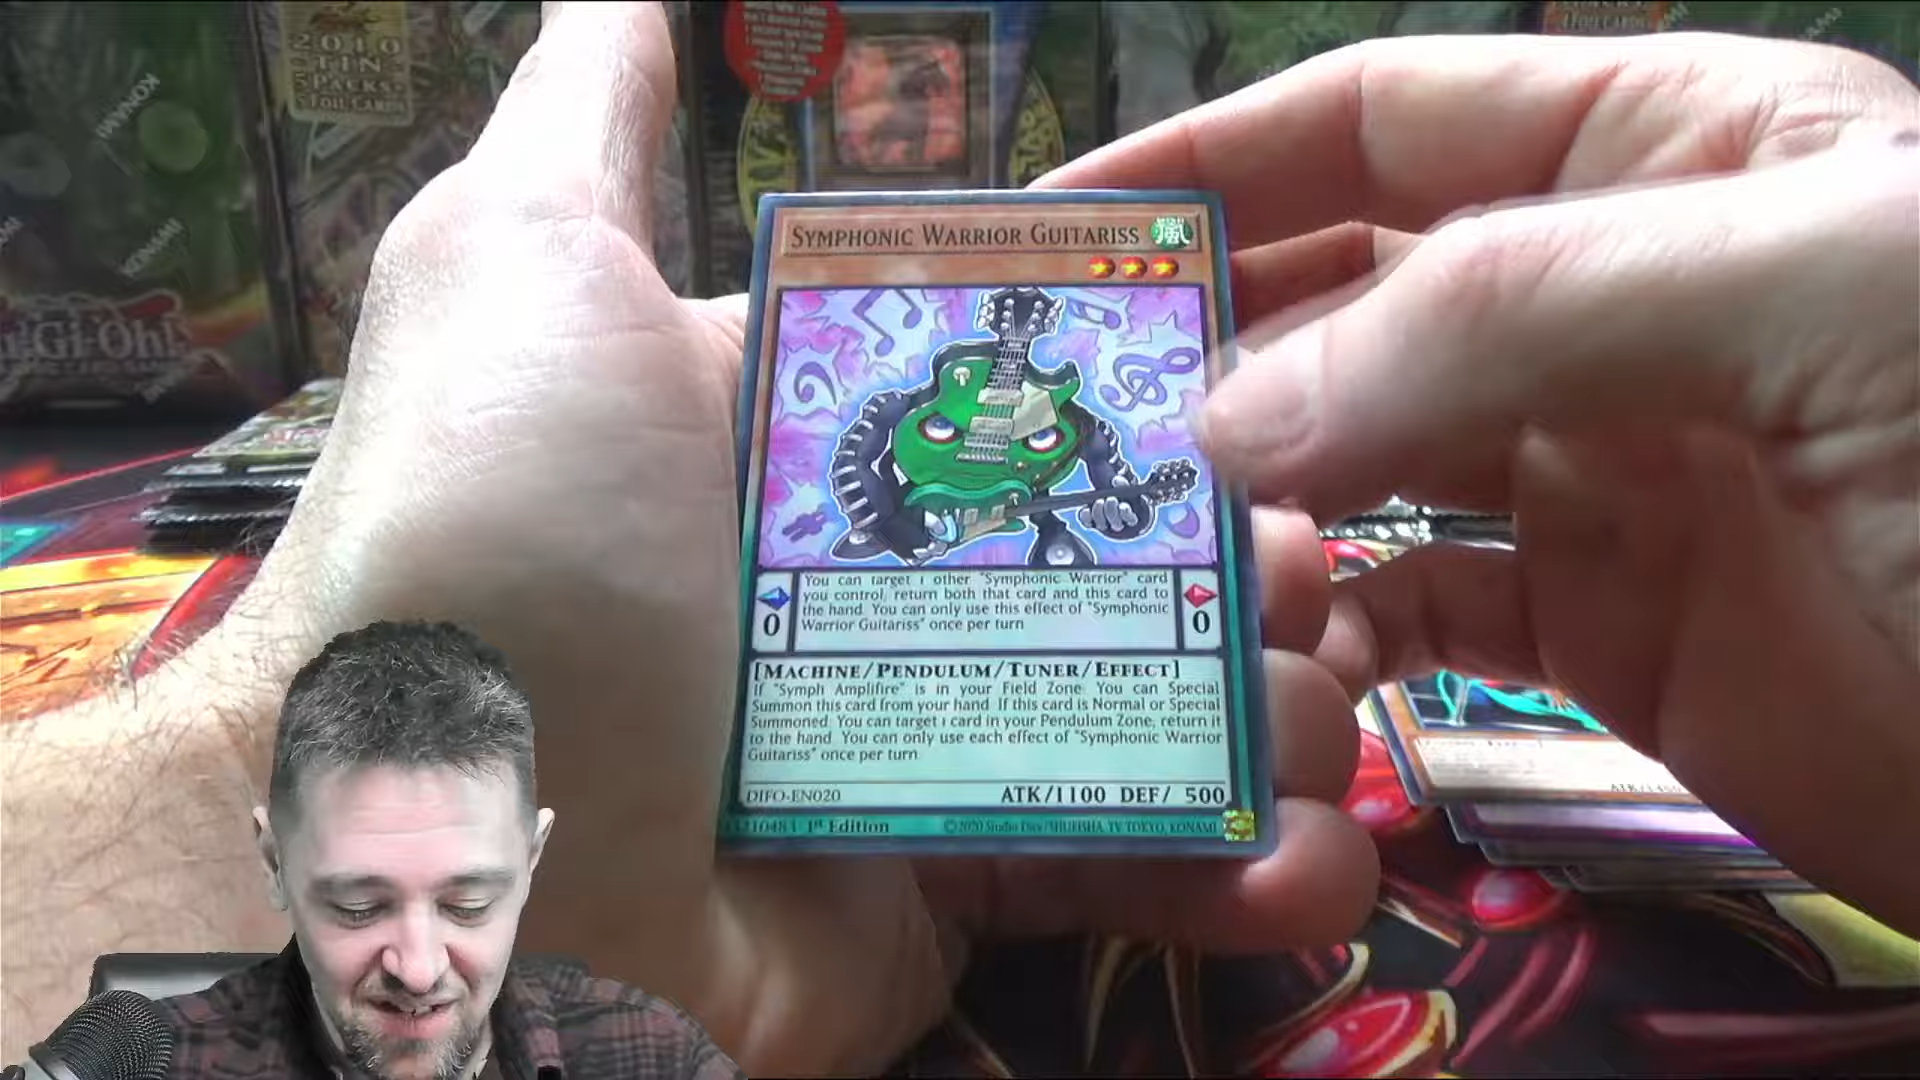 2010
TIN
5 PACKS
5 FOIL CARDS
KONAMI
KONAMI
KONAMI
Yu-Gi-Oh!
SYMPHONIC WARRIOR GUITARISS 嵐
You can target 1 other "Symphonic Warrior" card
you control; return both that card and this card to
the hand. You can only use this effect of "Symphonic
Warrior Guitariss" once per turn
0
0
[MACHINE/PENDULUM/TUNER/EFFECT]
If "Symph Amplifire" is in your Field Zone: You can Special
Summon this card from your hand. If this card is Normal or Special
Summoned: You can target 1 card in your Pendulum Zone; return it
to the hand. You can only use each effect of "Symphonic Warrior
Guitariss" once per turn
DIFO-EN020 ATK/1100 DEF/ 500
1st Edition ©2020 Studio Dice/SHUEISHA, TV TOKYO, KONAMI